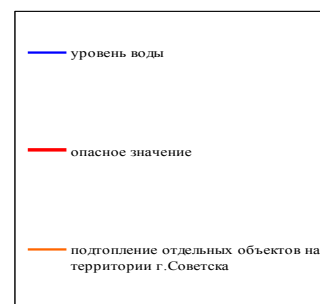 уровень воды
опасное значение
подтопление отдельных объектов на
территории г.Советска